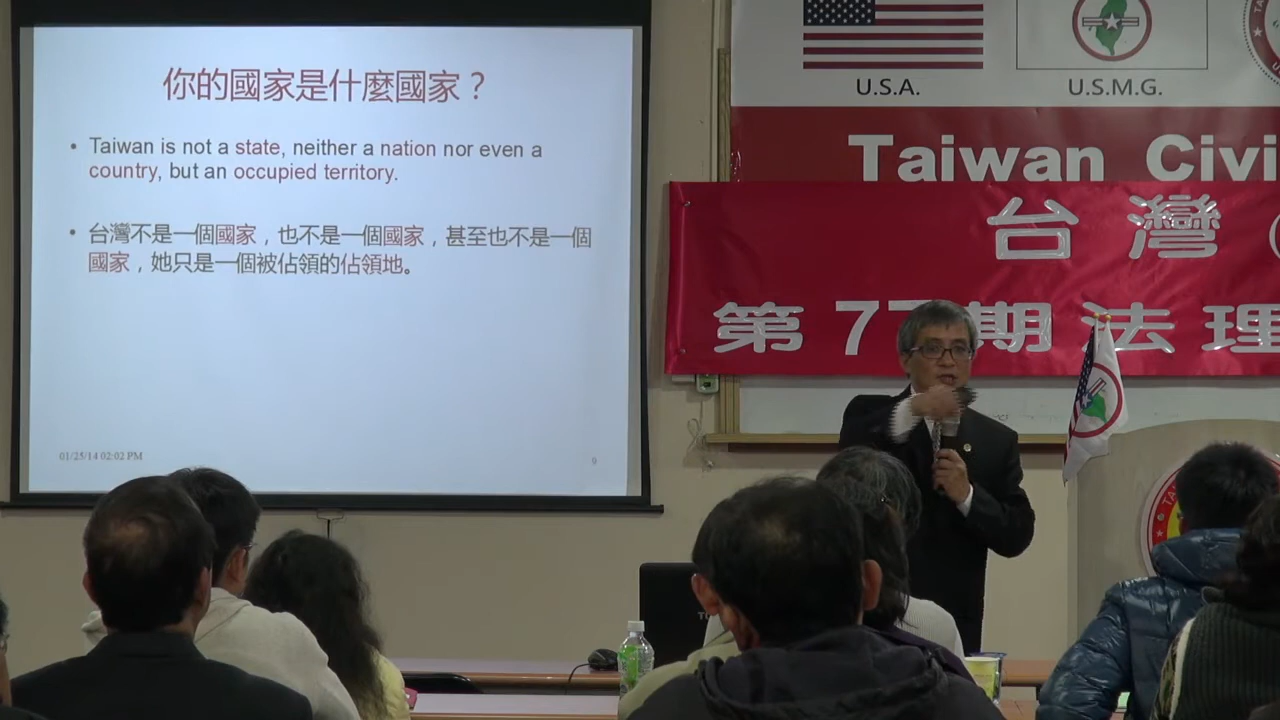 你的國家是什麼國家？
• Taiwan is not a state, neither a nation nor even a
country, but an occupied territory.
• 台灣不是一個國家，也不是一個國家，甚至也不是一個
國家，她只是一個被佔領的佔領地。
01/25/14 02:02 PM
9
U.S.A.
U.S.M.G.
Taiwan Civi
台灣
第77期法理